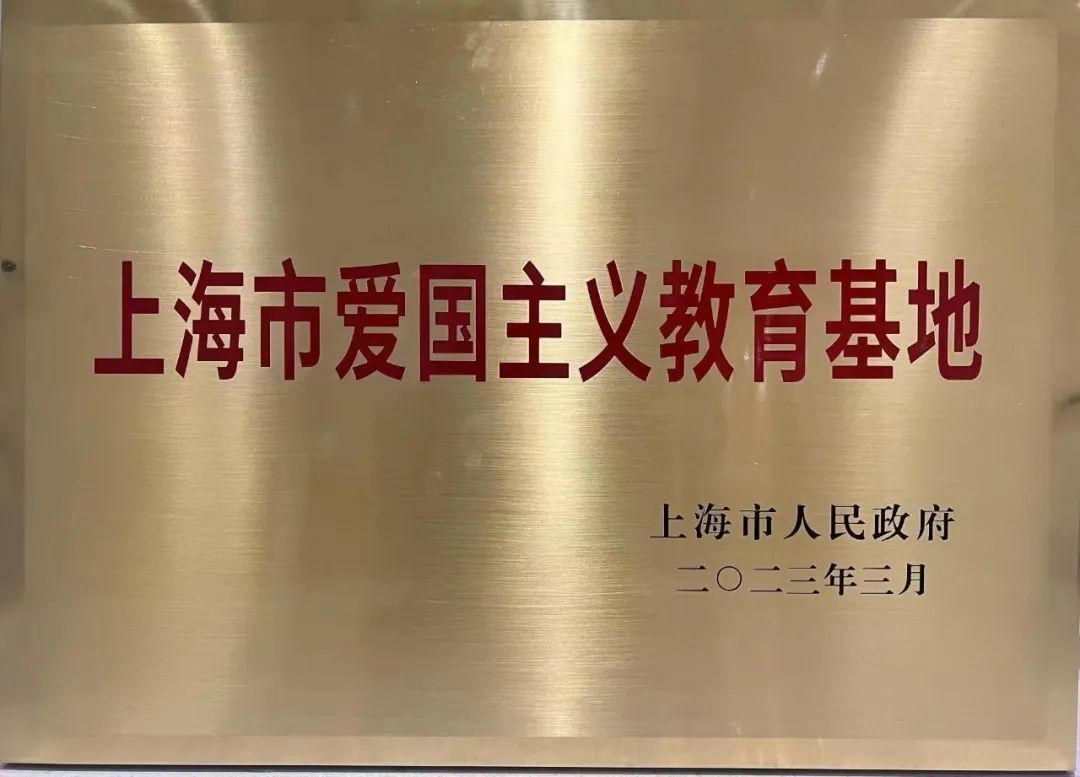 上海市爱国主义教育基地
上海市人民政府
二〇二三年三月